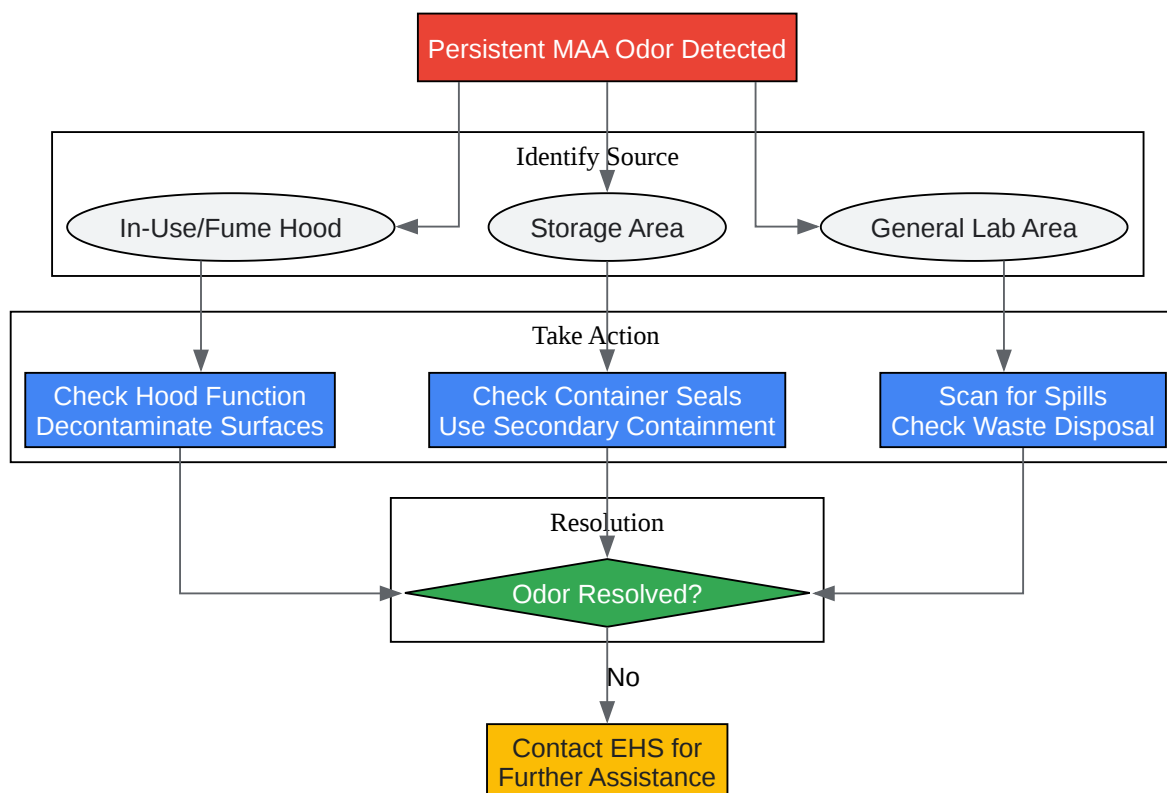 Persistent MAA Odor Detected
Identify Source
In-Use/Fume Hood
Storage Area
General Lab Area
Take Action
Check Hood Function
Decontaminate Surfaces
Check Container Seals
Use Secondary Containment
Scan for Spills
Check Waste Disposal
Resolution
Odor Resolved?
No
Contact EHS for
Further Assistance